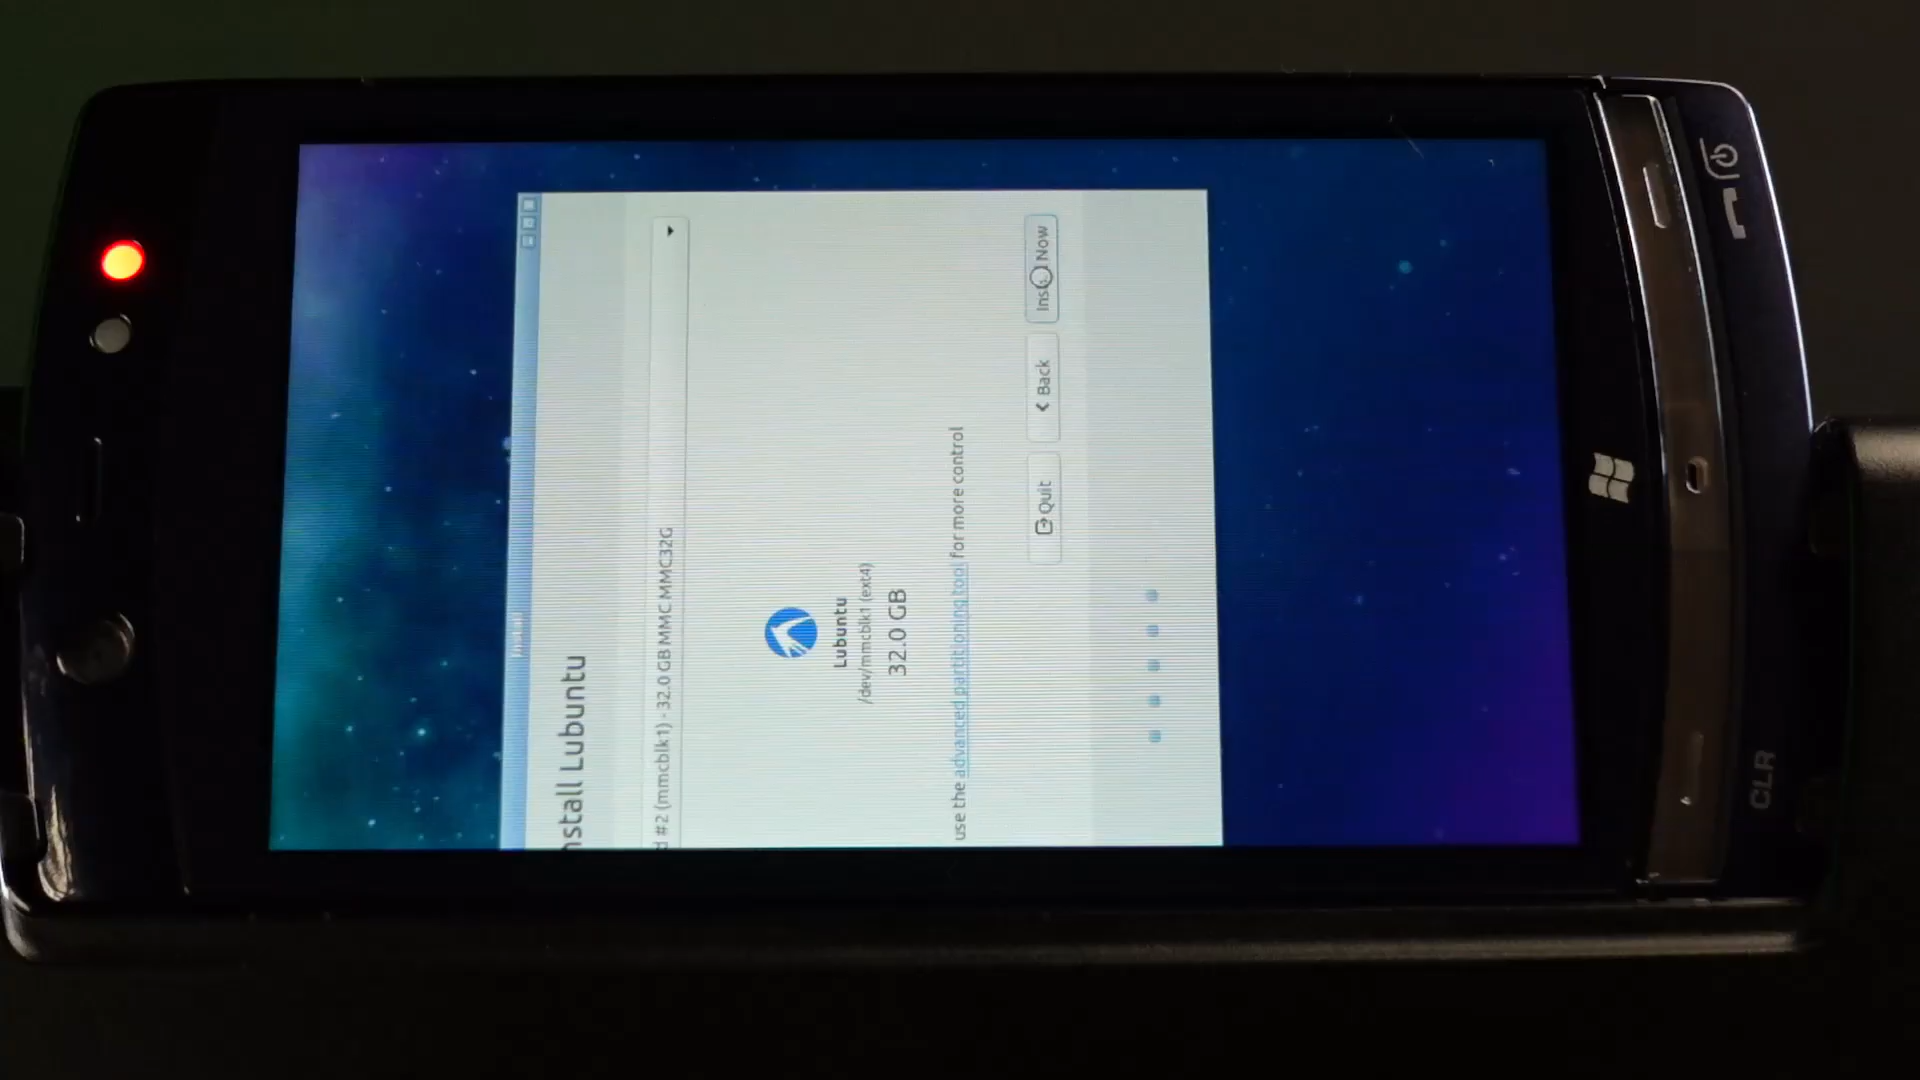 Install
nstall Lubuntu
d #2 (mmcblk1) - 32.0 GB MMC MMC32G
Lubuntu
/dev/mmcblk1 (ext4)
32.0 GB
use the advanced partitioning tool for more control
Quit
Back
Now
CLR